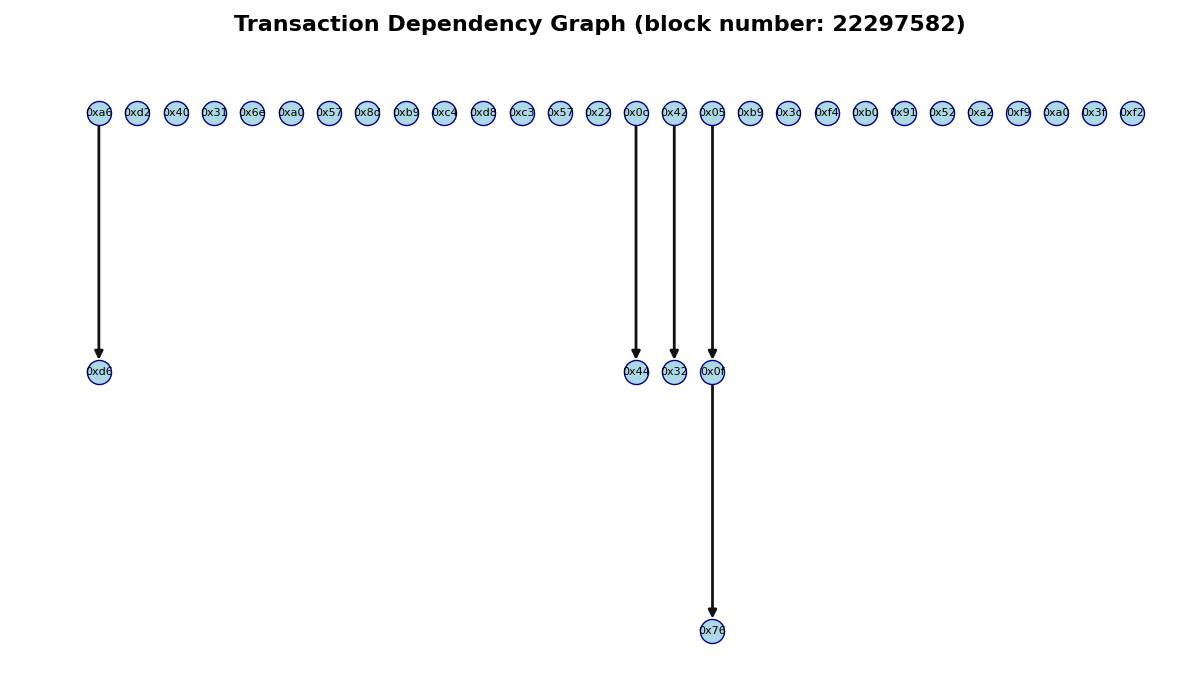 Transaction Dependency Graph (block number: 22297582)
0xa6 0xd2 0x40 0x31 0x6e 0xa0 0x57 0x8d 0xb9 0xc4 0xd8 0xc3 0x57 0x22 0x0c 0x42 0x05 0xb9 0x3c 0xf4 0xb0 0x91 0x52 0xa2 0xf9 0xa0 0x3f 0xf2
0xd6 0x44 0x32 0x0f
0x76